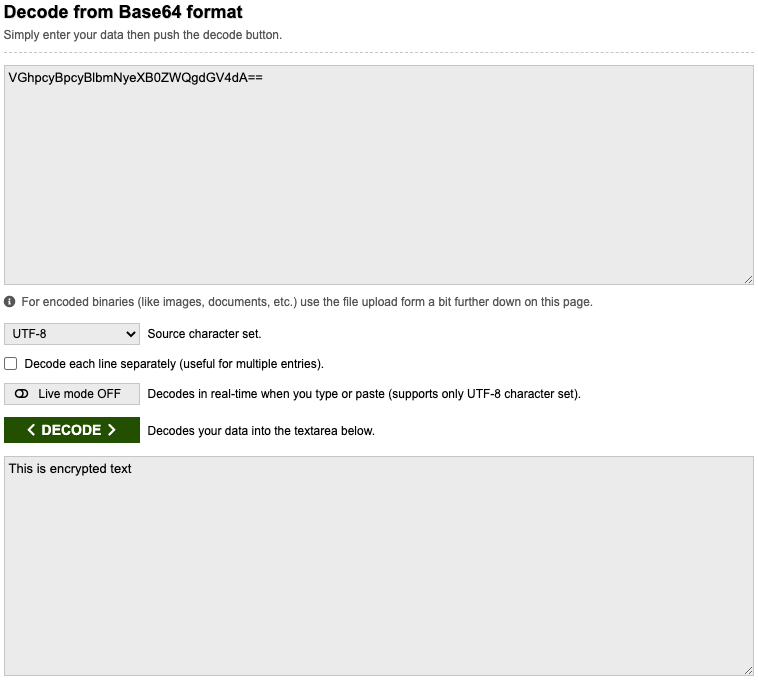 Decode from Base64 format
Simply enter your data then push the decode button.
VGhpcyBpcyBlbmNyeXB0ZWQgdGV4dA==
For encoded binaries (like images, documents, etc.) use the file upload form a bit further down on this page.
UTF-8 Source character set.
Decode each line separately (useful for multiple entries).
Live mode OFF Decodes in real-time when you type or paste (supports only UTF-8 character set).
< DECODE > Decodes your data into the textarea below.
This is encrypted text